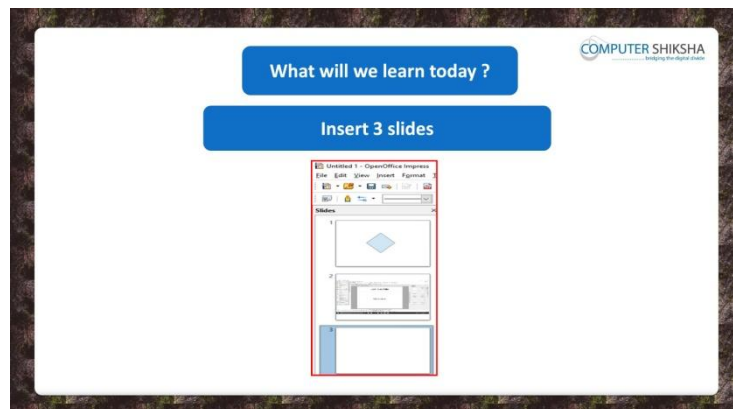 What will we learn today ?
COMPUTER SHIKSHA
bridging the digital divide
Insert 3 slides
Untitled 1 - OpenOffice Impress
File Edit View Insert Format
Slides
1
2
3